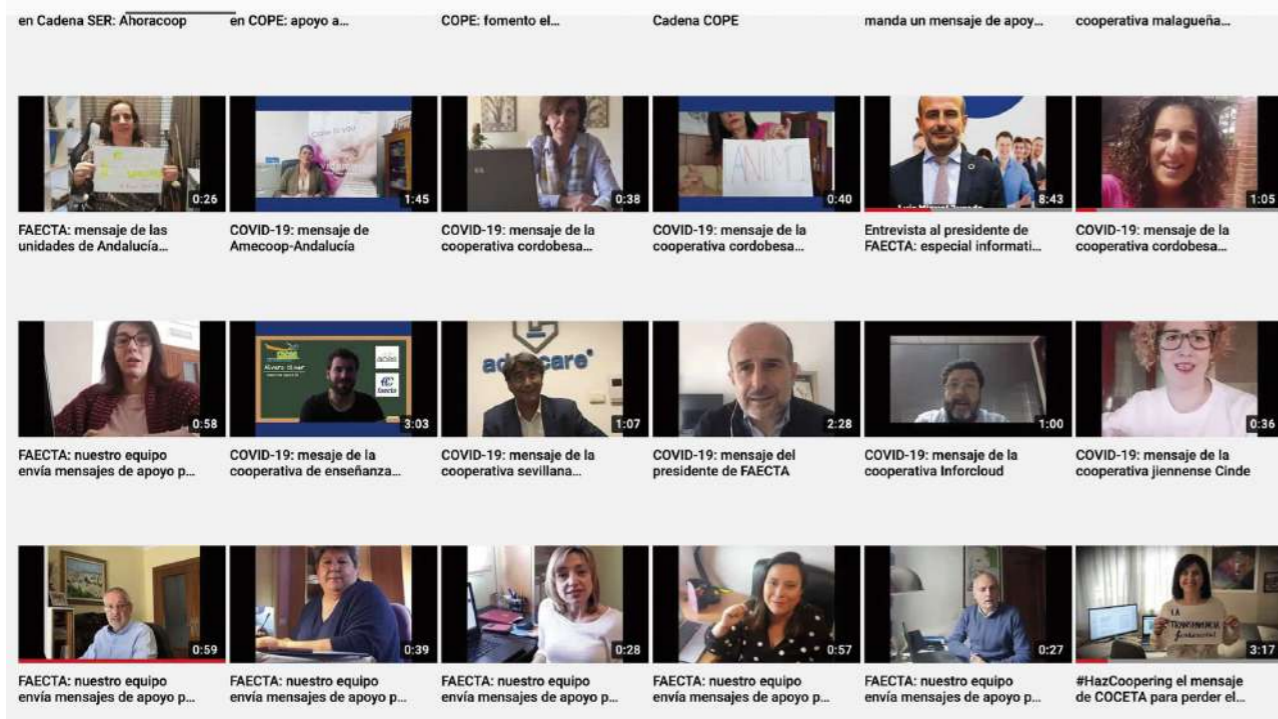 en Cadena SER: Ahoracoop
en COPE: apoyo a...
COPE: fomento el...
Cadena COPE
manda un mensaje de apoy...
cooperativa malagueña...
0:26
1:45
0:38
ANIM
0:40
8:43
1:05
FAECTA: mensaje de las
unidades de Andalucía...
COVID-19: mensaje de
Amecoop-Andalucía
COVID-19: mensaje de la
cooperativa cordobesa...
COVID-19: mensaje de la
cooperativa cordobesa...
Entrevista al presidente de
FAECTA: especial informati...
COVID-19: mensaje de la
cooperativa cordobesa...
0:58
aces
faecta
3:03
care
1:07
2:28
1:00
0:36
FAECTA: nuestro equipo
envía mensajes de apoyo p...
COVID-19: mesaje de la
cooperativa de enseñanza...
COVID-19: mensaje de la
cooperativa sevillana...
COVID-19: mensaje del
presidente de FAECTA
COVID-19: mensaje de la
cooperativa Inforcloud
COVID-19: mensaje de la
cooperativa jiennense Cinde
0:59
0:39
0:28
0:57
0:27
LA
3:17
FAECTA: nuestro equipo
envía mensajes de apoyo p...
FAECTA: nuestro equipo
envía mensajes de apoyo p...
FAECTA: nuestro equipo
envía mensajes de apoyo p...
FAECTA: nuestro equipo
envía mensajes de apoyo p...
FAECTA: nuestro equipo
envía mensajes de apoyo p...
#HazCoopering el mensaje
de COCETA para perder el...